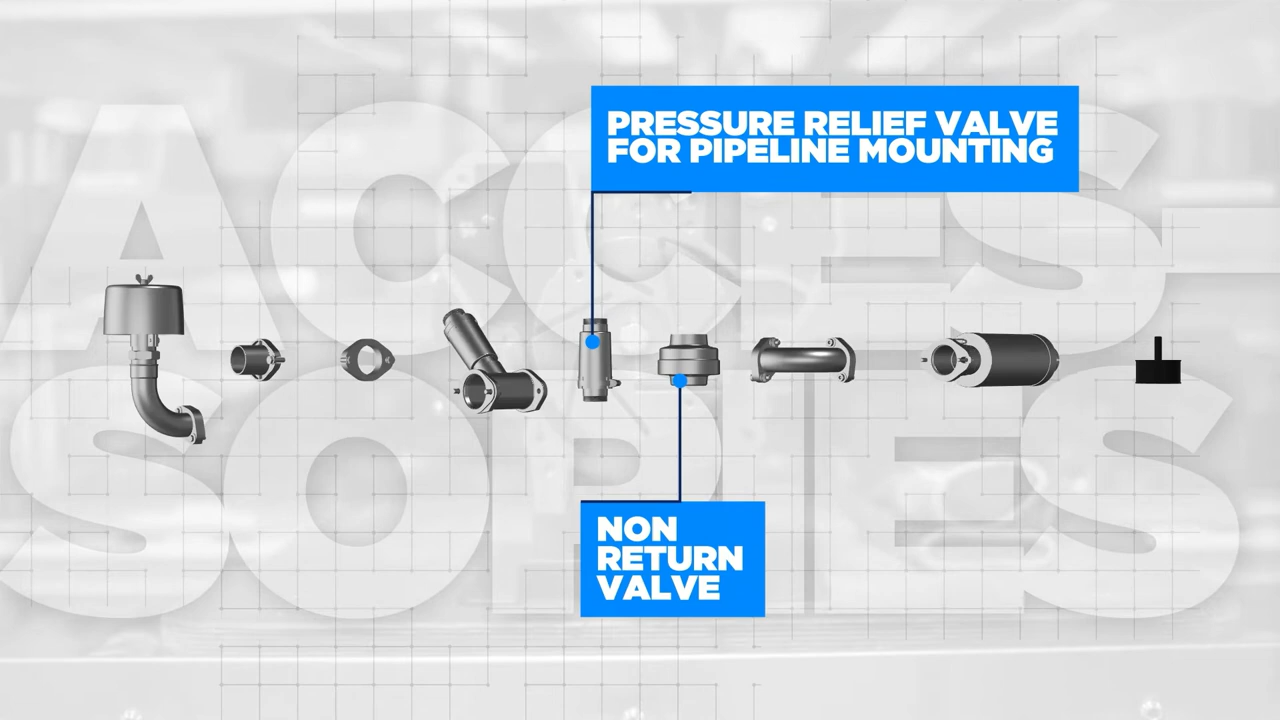 ACCES-
SORIES
PRESSURE RELIEF VALVE
FOR PIPELINE MOUNTING
NON
RETURN
VALVE